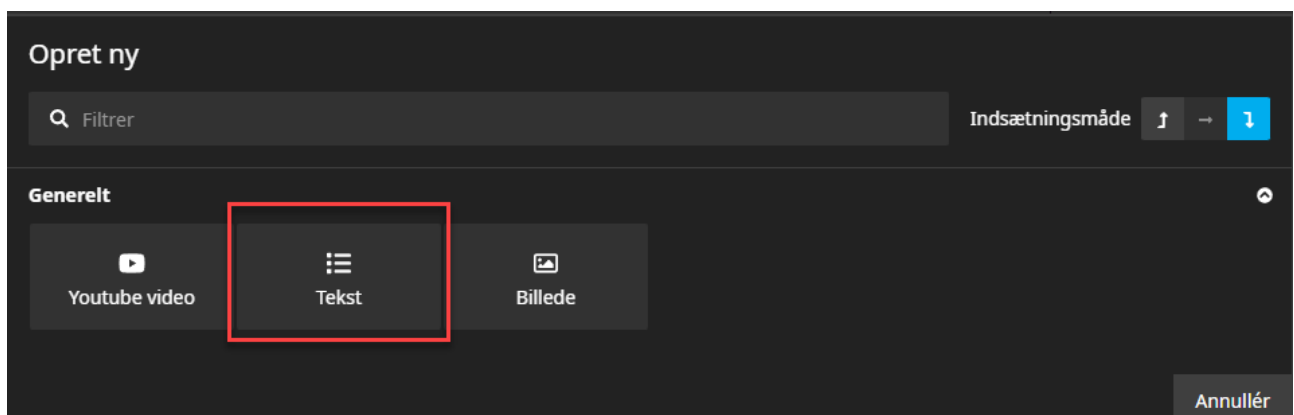 Opret ny
Filtrer
Indsætningsmåde
Generelt
Youtube video
Tekst
Billede
Annullér